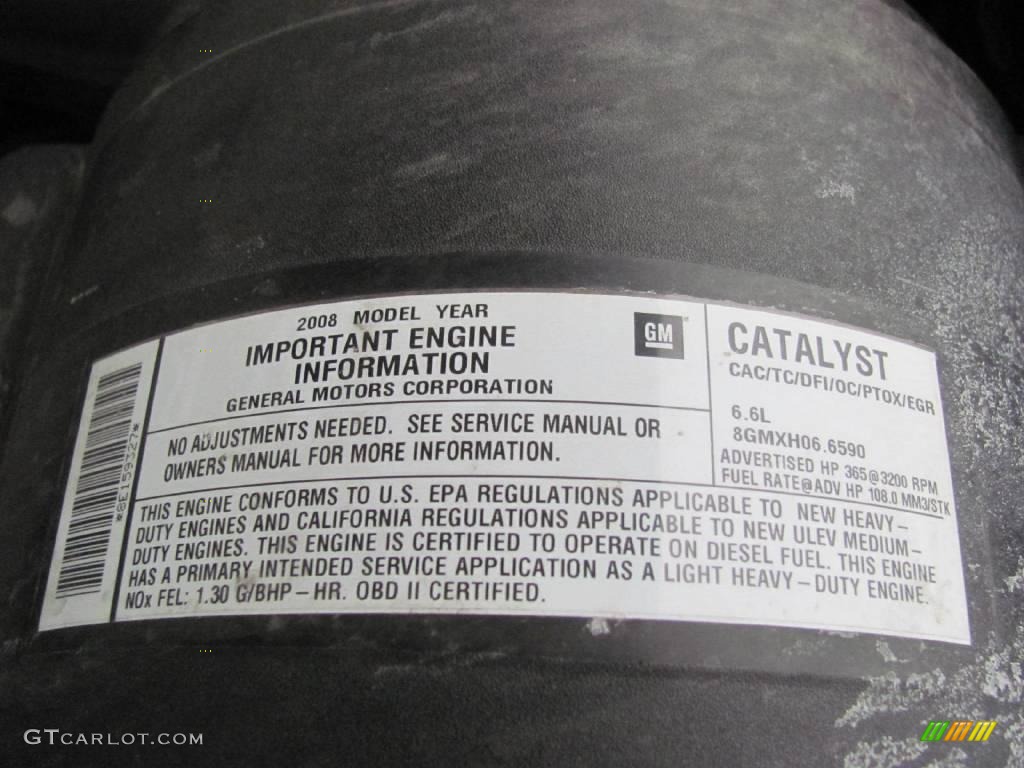 2008 MODEL YEAR
IMPORTANT ENGINE
INFORMATION
GENERAL MOTORS CORPORATION
GM
CATALYST
CAC/TC/DFI/OC/PTOX/EGR
6.6L
8GMXH06.6590
ADVERTISED HP 365@3200 RPM
FUEL RATE@ADV HP 108.0 MM3/STK
NO ADJUSTMENTS NEEDED. SEE SERVICE MANUAL OR
OWNERS MANUAL FOR MORE INFORMATION.
THIS ENGINE CONFORMS TO U.S. EPA REGULATIONS APPLICABLE TO NEW HEAVY–
DUTY ENGINES AND CALIFORNIA REGULATIONS APPLICABLE TO NEW ULEV MEDIUM–
DUTY ENGINES. THIS ENGINE IS CERTIFIED TO OPERATE ON DIESEL FUEL. THIS ENGINE
HAS A PRIMARY INTENDED SERVICE APPLICATION AS A LIGHT HEAVY–DUTY ENGINE.
NOx FEL: 1.30 G/BHP–HR. OBD II CERTIFIED.
*8E159327*
GTCARLOT.COM